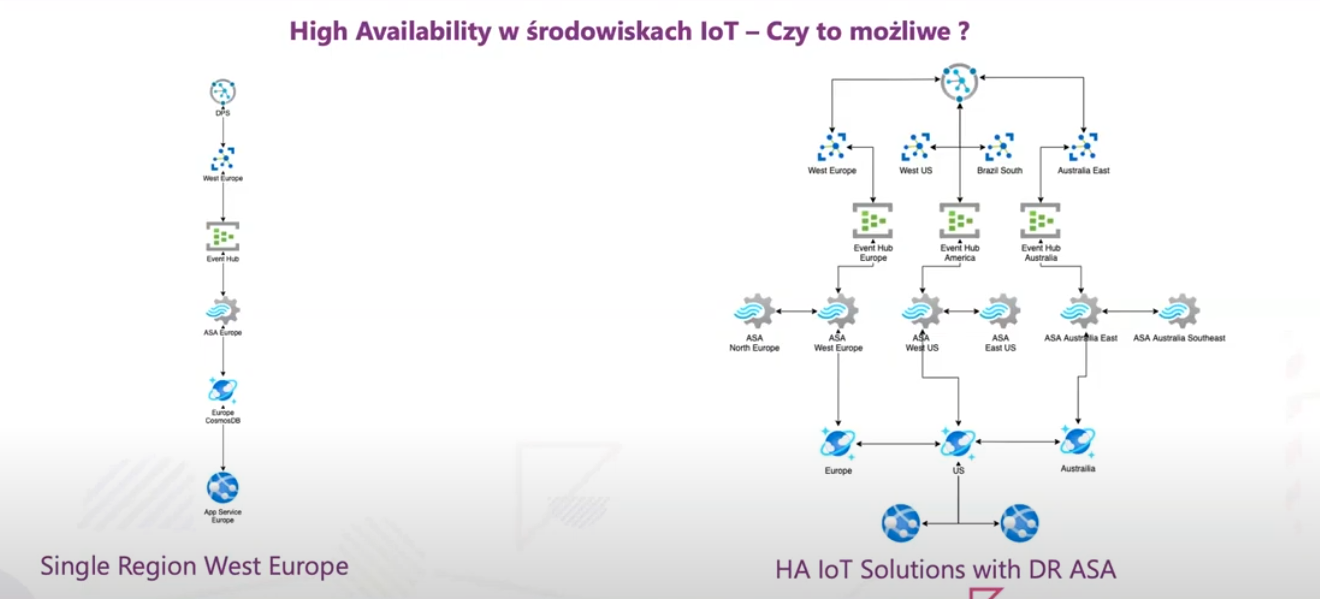 High Availability w środowiskach IoT – Czy to możliwe ?
DPS
West Europe
Event Hub
ASA Europe
Europe
CosmosDB
App Service
Europe
Single Region West Europe
West Europe
West US
Brazil South
Australia East
Event Hub
Europe
Event Hub
America
Event Hub
Australia
ASA
North Europe
ASA
West Europe
ASA
West US
ASA
East US
ASA Australia East
ASA Australia Southeast
Europe
US
Austrailia
HA IoT Solutions with DR ASA